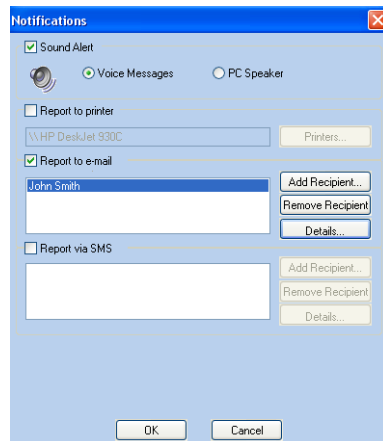 Notifications
Sound Alert
Voice Messages PC Speaker
Report to printer
\\HP DeskJet 930C Printers...
Report to e-mail
John Smith
Add Recipient...
Remove Recipient
Details...
Report via SMS
Add Recipient...
Remove Recipient
Details...
OK Cancel